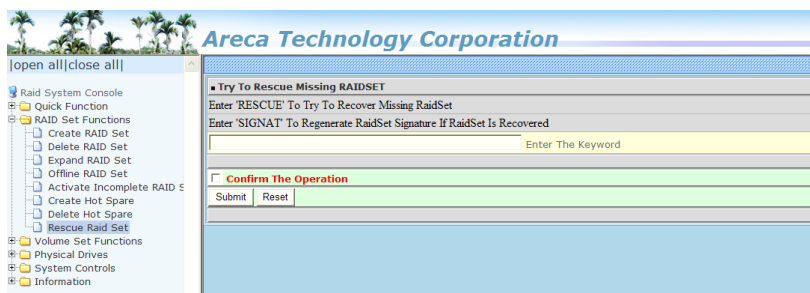 Areca Technology Corporation
|open all|close all|
Raid System Console
Quick Function
RAID Set Functions
Create RAID Set
Delete RAID Set
Expand RAID Set
Offline RAID Set
Activate Incomplete RAID S
Create Hot Spare
Delete Hot Spare
Rescue Raid Set
Volume Set Functions
Physical Drives
System Controls
Information
Try To Rescue Missing RAIDSET
Enter 'RESCUE' To Try To Recover Missing RaidSet
Enter 'SIGNAT' To Regenerate RaidSet Signature If RaidSet Is Recovered
Enter The Keyword
Confirm The Operation
Submit Reset